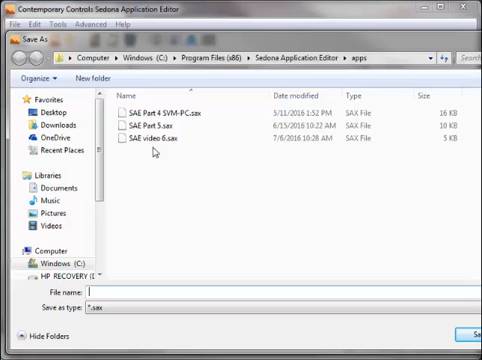 Contemporary Controls Sedona Application Editor
File Edit Tools Advanced Help
Save As
Computer Windows (C:) Program Files (x86) Sedona Application Editor apps
Organize New folder
Name Date modified Type Size
Favorites
Desktop
Downloads
OneDrive
Recent Places
Libraries
Documents
Music
Pictures
Videos
Computer
Windows (C:)
HP_RECOVERY (D
SAE Part 4 SVM-PC.sax 5/11/2016 1:52 PM SAX File 16 KB
SAE Part 5.sax 6/15/2016 10:22 AM SAX File 10 KB
SAE video 6.sax 7/6/2016 10:28 AM SAX File 5 KB
File name:
Save as type: *.sax
Hide Folders